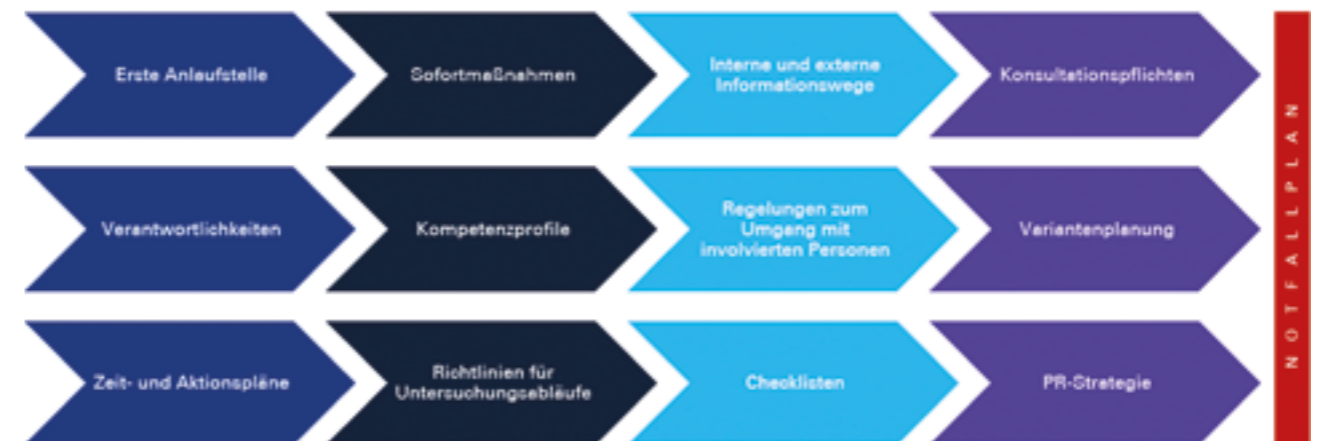 Erste Anlaufstelle
Sofortmaßnahmen
Interne und externe
Informationswege
Konsultationspflichten
Verantwortlichkeiten
Kompetenzprofile
Regelungen zum
Umgang mit
involvierten Personen
Variantenplanung
Zeit- und Aktionspläne
Richtlinien für
Untersuchungsabläufe
Checklisten
PR-Strategie
NOTFALLPLAN